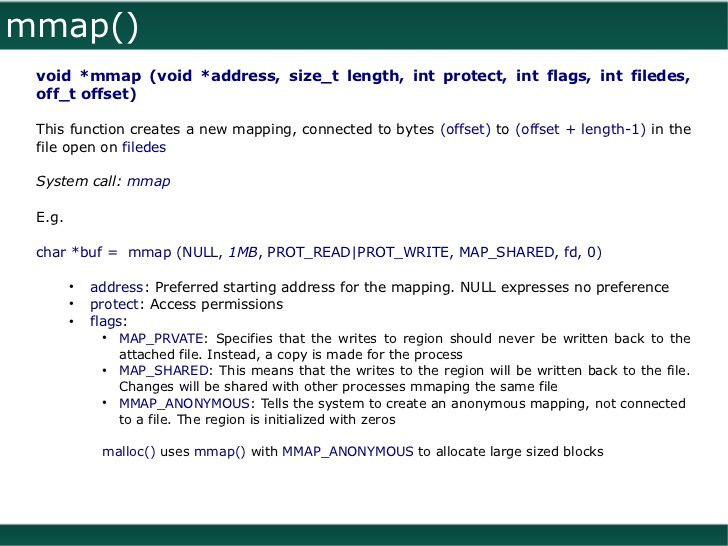 mmap()
void *mmap (void *address, size_t length, int protect, int flags, int filedes,
off_t offset)
This function creates a new mapping, connected to bytes (offset) to (offset + length-1) in the
file open on filedes
System call: mmap
E.g.
char *buf = mmap (NULL, 1MB, PROT_READ|PROT_WRITE, MAP_SHARED, fd, 0)
• address: Preferred starting address for the mapping. NULL expresses no preference
• protect: Access permissions
• flags:
• MAP_PRVATE: Specifies that the writes to region should never be written back to the
attached file. Instead, a copy is made for the process
• MAP_SHARED: This means that the writes to the region will be written back to the file.
Changes will be shared with other processes mmaping the same file
• MMAP_ANONYMOUS: Tells the system to create an anonymous mapping, not connected
to a file. The region is initialized with zeros
malloc() uses mmap() with MMAP_ANONYMOUS to allocate large sized blocks